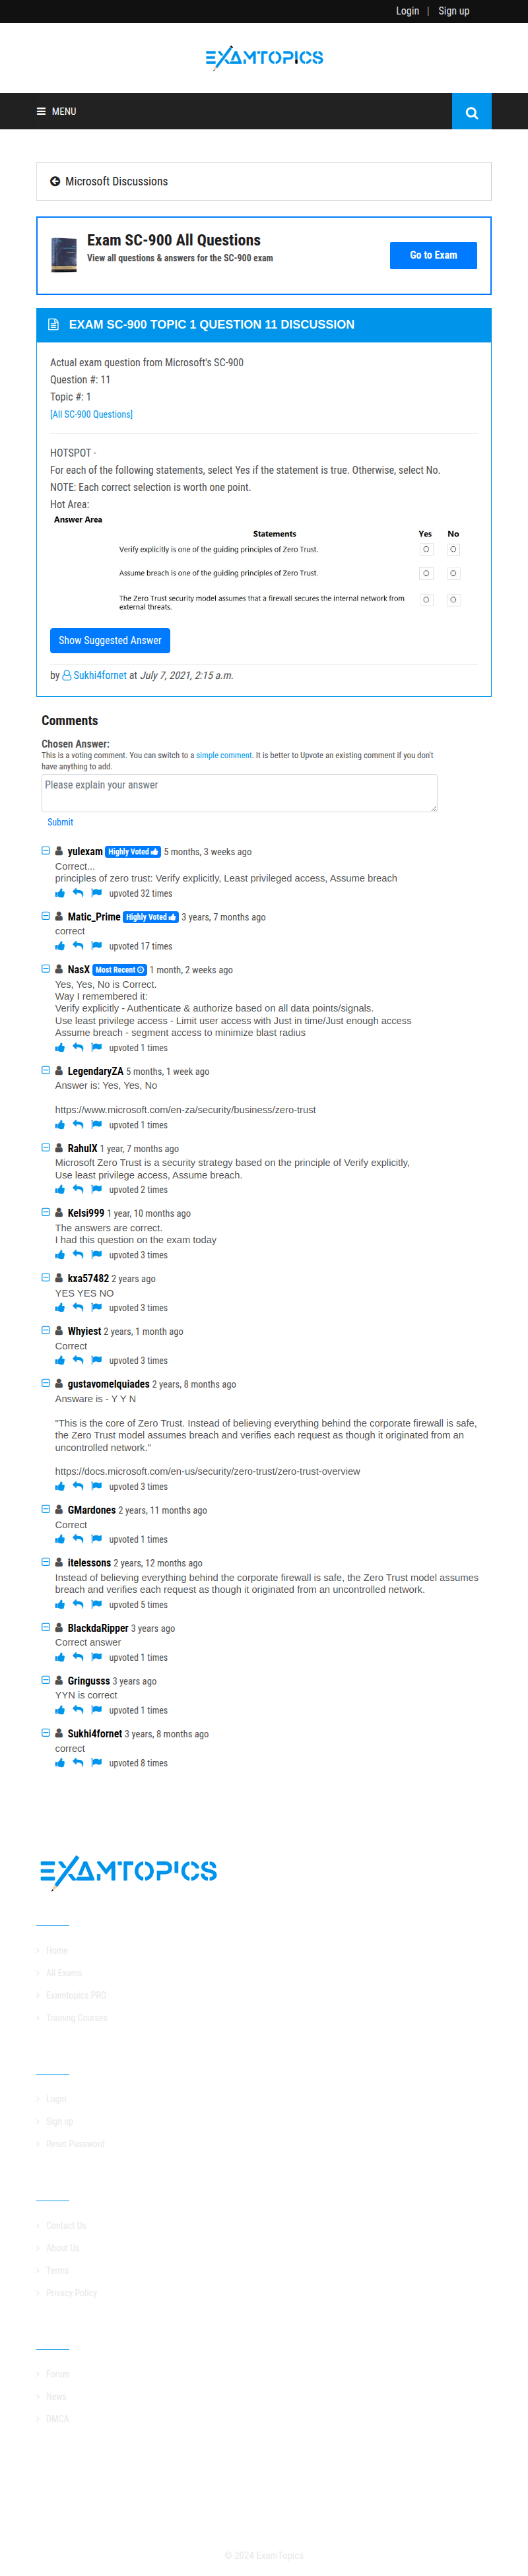 Login | Sign up
EXAMTOPICS
MENU
Microsoft Discussions
Exam SC-900 All Questions
View all questions & answers for the SC-900 exam
Go to Exam
EXAM SC-900 TOPIC 1 QUESTION 11 DISCUSSION
Actual exam question from Microsoft's SC-900
Question #: 11
Topic #: 1
[All SC-900 Questions]
HOTSPOT -
For each of the following statements, select Yes if the statement is true. Otherwise, select No.
NOTE: Each correct selection is worth one point.
Hot Area:
Answer Area
Statements Yes No
Verify explicitly is one of the guiding principles of Zero Trust.
Assume breach is one of the guiding principles of Zero Trust.
The Zero Trust security model assumes that a firewall secures the internal network from
external threats.
Show Suggested Answer
by Sukhi4fornet at July 7, 2021, 2:15 a.m.
Comments
Chosen Answer:
This is a voting comment. You can switch to a simple comment. It is better to Upvote an existing comment if you don't
have anything to add.
Please explain your answer
Submit
yulexam Highly Voted 5 months, 3 weeks ago
Correct...
principles of zero trust: Verify explicitly, Least privileged access, Assume breach
upvoted 32 times
Matic_Prime Highly Voted 3 years, 7 months ago
correct
upvoted 17 times
NasX Most Recent 1 month, 2 weeks ago
Yes, Yes, No is Correct.
Way I remembered it:
Verify explicitly - Authenticate & authorize based on all data points/signals.
Use least privilege access - Limit user access with Just in time/Just enough access
Assume breach - segment access to minimize blast radius
upvoted 1 times
LegendaryZA 5 months, 1 week ago
Answer is: Yes, Yes, No
https://www.microsoft.com/en-za/security/business/zero-trust
upvoted 1 times
RahulX 1 year, 7 months ago
Microsoft Zero Trust is a security strategy based on the principle of Verify explicitly,
Use least privilege access, Assume breach.
upvoted 2 times
Kelsi999 1 year, 10 months ago
The answers are correct.
I had this question on the exam today
upvoted 3 times
kxa57482 2 years ago
YES YES NO
upvoted 3 times
Whyiest 2 years, 1 month ago
Correct
upvoted 3 times
gustavomelquiades 2 years, 8 months ago
Answare is - Y Y N
"This is the core of Zero Trust. Instead of believing everything behind the corporate firewall is safe,
the Zero Trust model assumes breach and verifies each request as though it originated from an
uncontrolled network."
https://docs.microsoft.com/en-us/security/zero-trust/zero-trust-overview
upvoted 3 times
GMardones 2 years, 11 months ago
Correct
upvoted 1 times
itelessons 2 years, 12 months ago
Instead of believing everything behind the corporate firewall is safe, the Zero Trust model assumes
breach and verifies each request as though it originated from an uncontrolled network.
upvoted 5 times
BlackdaRipper 3 years ago
Correct answer
upvoted 1 times
Gringusss 3 years ago
YYN is correct
upvoted 1 times
Sukhi4fornet 3 years, 8 months ago
correct
upvoted 8 times
EXAMTOPICS
Home
All Exams
Examtopics PRO
Training Courses
Login
Sign up
Reset Password
Contact Us
About Us
Terms
Privacy Policy
Forum
News
DMCA
© 2024 ExamTopics